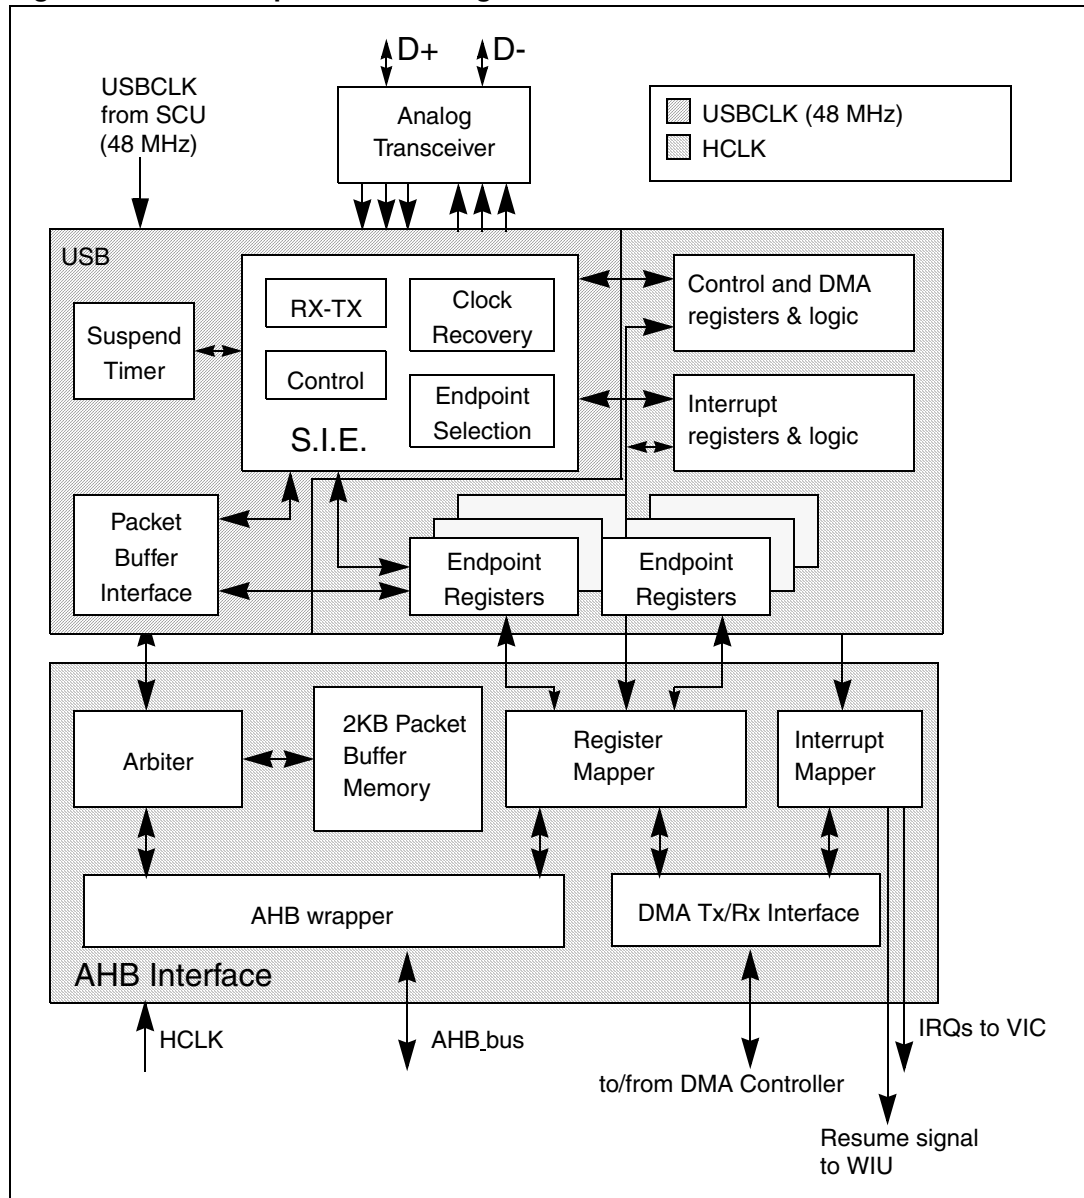 D+ D-
USBCLK
from SCU
(48 MHz)
Analog
Transceiver
USBCLK (48 MHz)
HCLK
USB
RX-TX
Clock
Recovery
Control and DMA
registers & logic
Suspend
Timer
Control
Endpoint
Selection
S.I.E.
Interrupt
registers & logic
Packet
Buffer
Interface
Endpoint
Registers
Endpoint
Registers
Arbiter
2KB Packet
Buffer
Memory
Register
Mapper
Interrupt
Mapper
AHB wrapper
DMA Tx/Rx Interface
AHB Interface
HCLK
AHB_bus
IRQs to VIC
to/from DMA Controller
Resume signal
to WIU